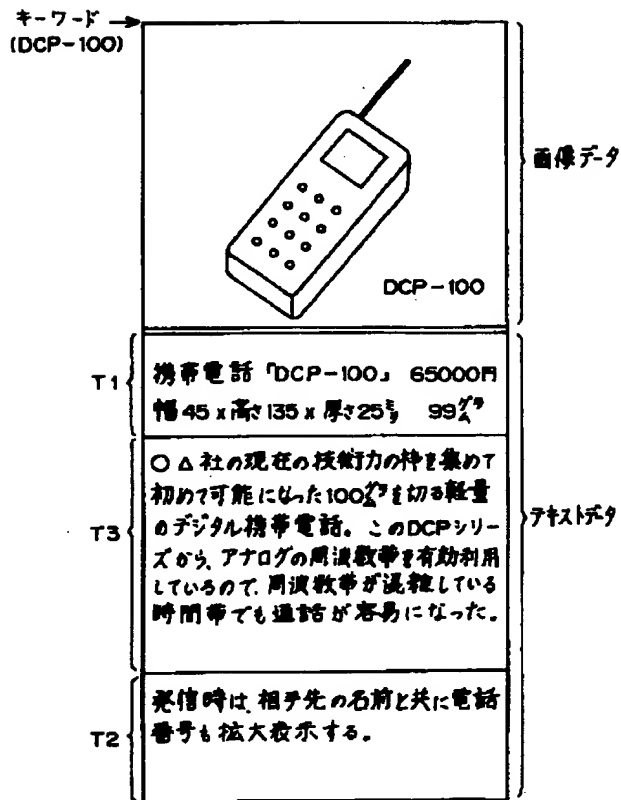 キーワード
(DCP-100)
画像データ
DCP-100
T1
携帯電話「DCP-100」 65000円
幅45×高さ135×厚さ25ミリ 99グラム
T3
○△社の現在の技術力の枠を集めて
初めて可能になった100グラムを切る軽量
のデジタル携帯電話。このDCPシリー
ズから、アナログの周波数帯を有効利用
しているので、周波数帯が混雑している
時間帯でも通話が容易になった。
テキストデータ
T2
発信時は、相手先の名前と共に電話
番号も拡大表示する。